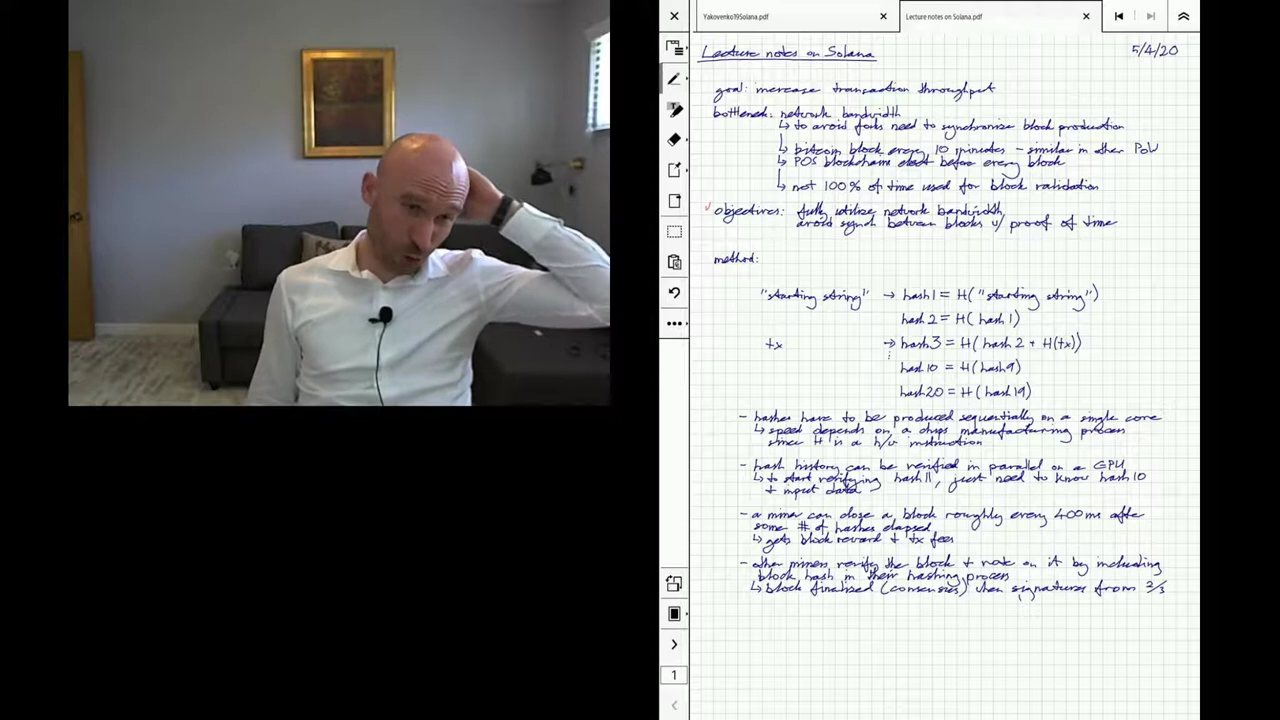 Yakovenko19Solana.pdf
Lecture notes on Solana.pdf
Lecture notes on Solana
5/4/20
goal: increase transaction throughput
bottleneck: network bandwidth
↳ to avoid forks need to synchronize block production
↳ bitcoin block every 10 minutes - similar in other PoW
↳ POS blockchains elect before every block
↳ not 100% of time used for block validation
✓ objectives: fully utilize network bandwidth,
avoid synch between blocks w/ proof of time
method:
"starting string" → hash1 = H("starting string")
hash2 = H(hash1)
tx → hash3 = H(hash2 + H(tx))
⋮
hash10 = H(hash9)
hash20 = H(hash19)
- hashes have to be produced sequentially on a single core
↳ speed depends on a chips manufacturing process
since H is a h/w instruction
- hash history can be verified in parallel on a GPU
↳ to start verifying hash11, just need to know hash10
+ input data
- a miner can close a block roughly every 400ms after
some # of hashes elapsed
↳ gets block reward + tx fees
- other miners verify the block + vote on it by including
block hash in their hashing process
↳ block finalized (consensus) when signatures from 2/3
1